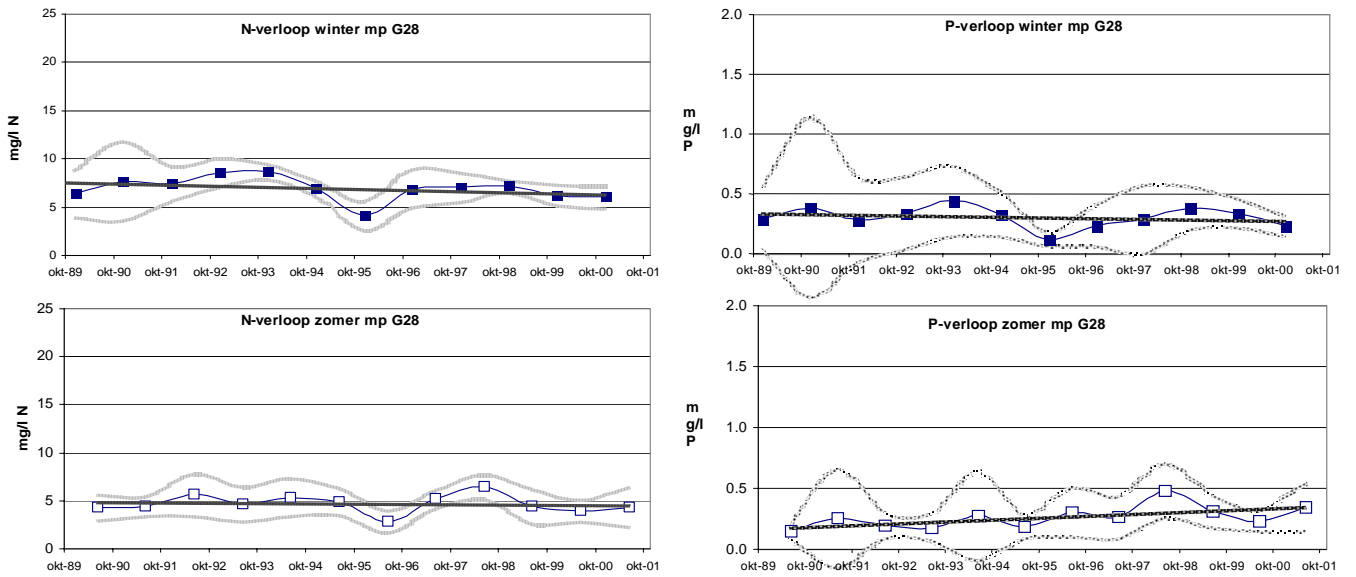 N-verloop winter mp G28
25
20
15
10
5
0
mg/l N
okt-89 okt-90 okt-91 okt-92 okt-93 okt-94 okt-95 okt-96 okt-97 okt-98 okt-99 okt-00 okt-01
P-verloop winter mp G28
2.0
1.5
1.0
0.5
0.0
m
g/l
P
okt-89 okt-90 okt-91 okt-92 okt-93 okt-94 okt-95 okt-96 okt-97 okt-98 okt-99 okt-00 okt-01
N-verloop zomer mp G28
25
20
15
10
5
0
mg/l N
okt-89 okt-90 okt-91 okt-92 okt-93 okt-94 okt-95 okt-96 okt-97 okt-98 okt-99 okt-00 okt-01
P-verloop zomer mp G28
2.0
1.5
1.0
0.5
0.0
m
g/l
P
okt-89 okt-90 okt-91 okt-92 okt-93 okt-94 okt-95 okt-96 okt-97 okt-98 okt-99 okt-00 okt-01